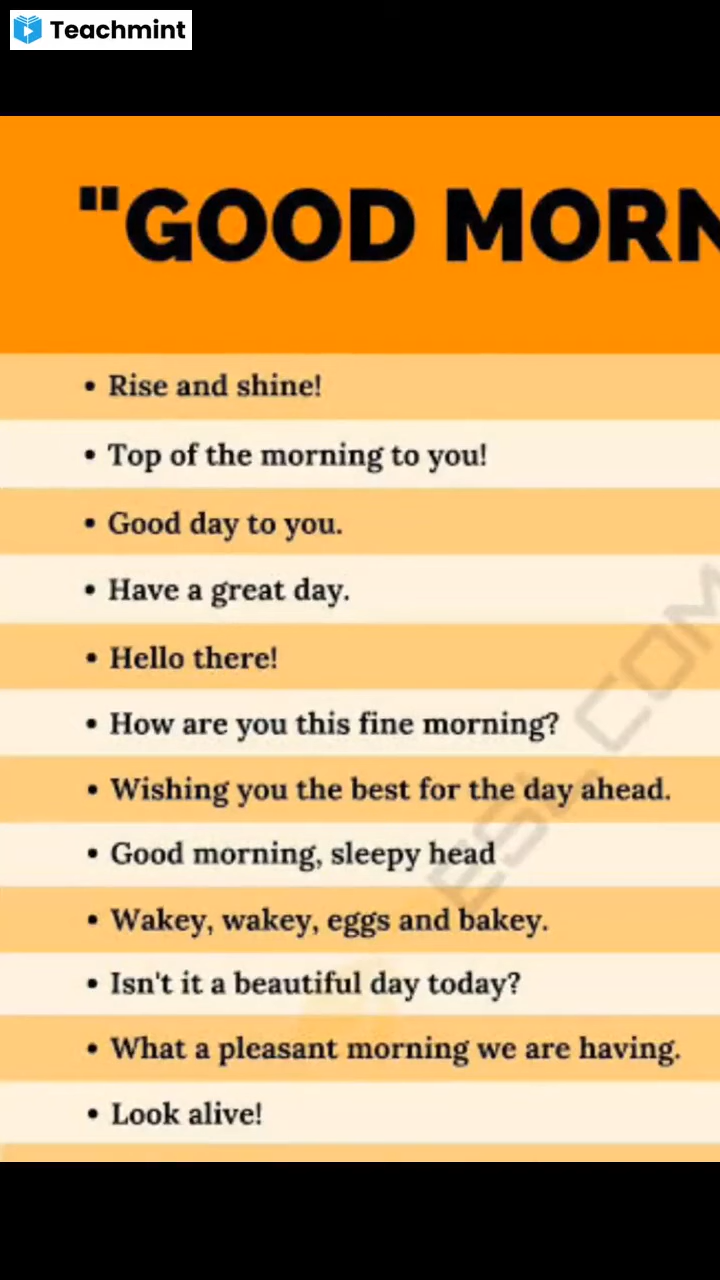 Teachmint
"GOOD MORN
• Rise and shine!
• Top of the morning to you!
• Good day to you.
• Have a great day.
• Hello there!
• How are you this fine morning?
• Wishing you the best for the day ahead.
• Good morning, sleepy head
• Wakey, wakey, eggs and bakey.
• Isn't it a beautiful day today?
• What a pleasant morning we are having.
• Look alive!
ESL.COM